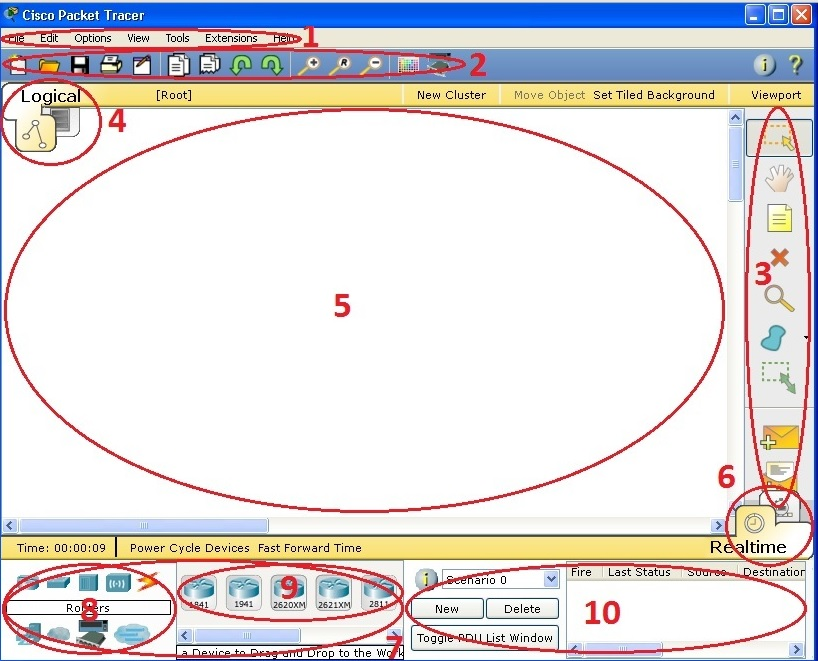 Cisco Packet Tracer
File Edit Options View Tools Extensions Help 1
2
Logical [Root] New Cluster Move Object Set Tiled Background Viewport
4
3
5
6
Realtime
Time: 00:00:09 Power Cycle Devices Fast Forward Time
Scenario 0 Fire Last Status Source Destination
9
1841 1941 2620XM 2621XM 2811
Routers
8
New Delete
10
Toggle PDU List Window
7
a Device to Drag and Drop to the Work